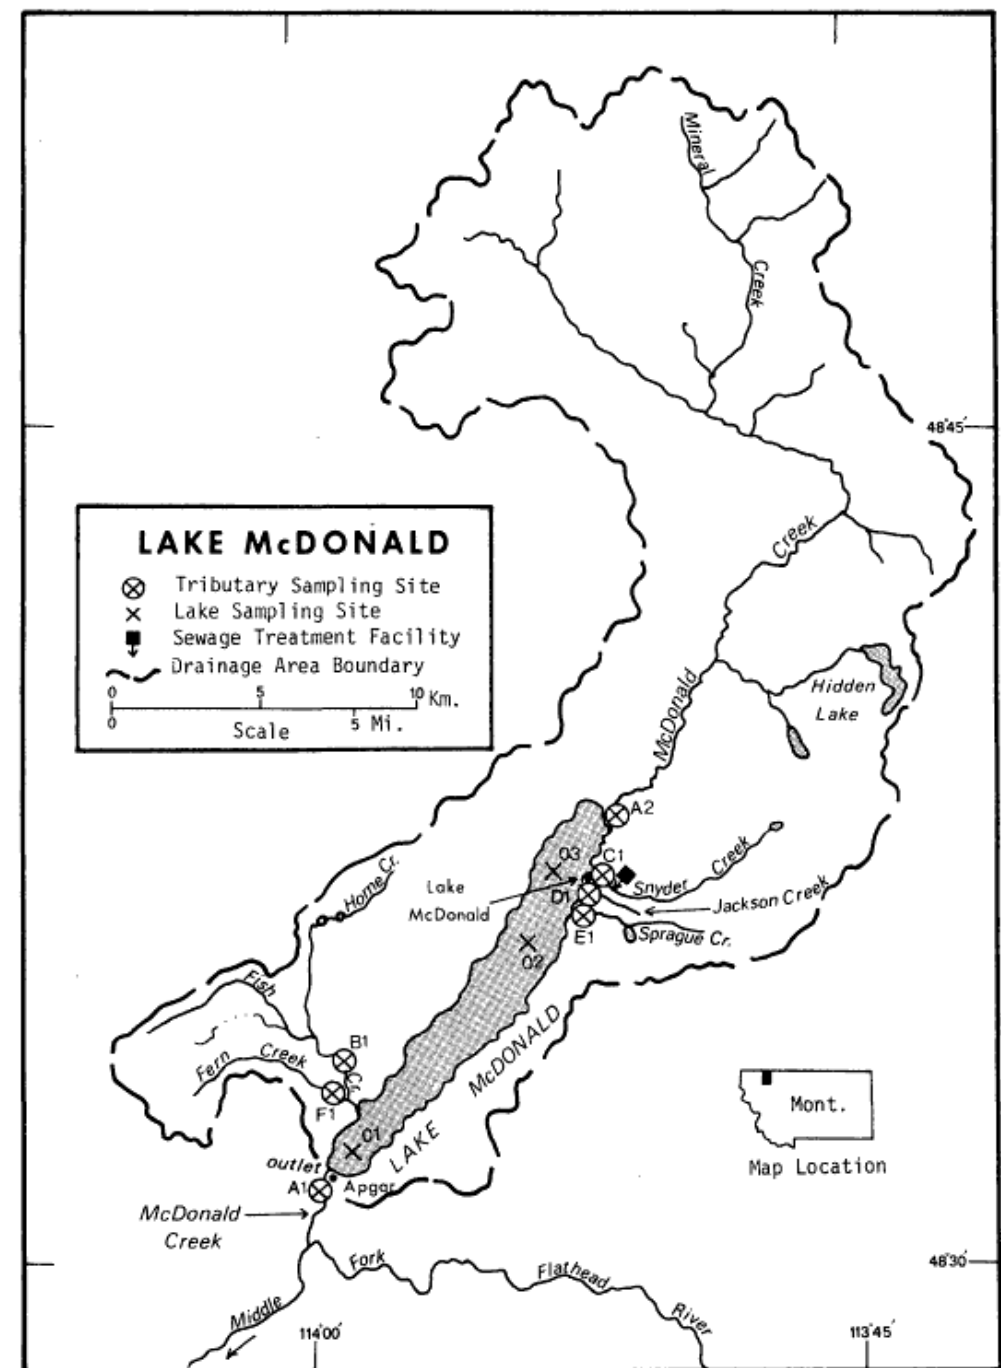 Mineral
Creek
48°45'
LAKE McDONALD
Tributary Sampling Site
Lake Sampling Site
Sewage Treatment Facility
Drainage Area Boundary
0 5 10 Km.
0 5 Mi.
Scale
Creek
McDonald
Hidden
Lake
A2
03
C1
Snyder Creek
Lake
McDonald
D1
Jackson Creek
E1
Sprague Cr.
02
Home Cr.
Fish
Cr.
B1
Fern Creek
F1
01
LAKE McDONALD
Mont.
Map Location
outlet
Apgar
A1
McDonald
Creek
48°30'
Middle Fork Flathead River
114°00'
113°45'